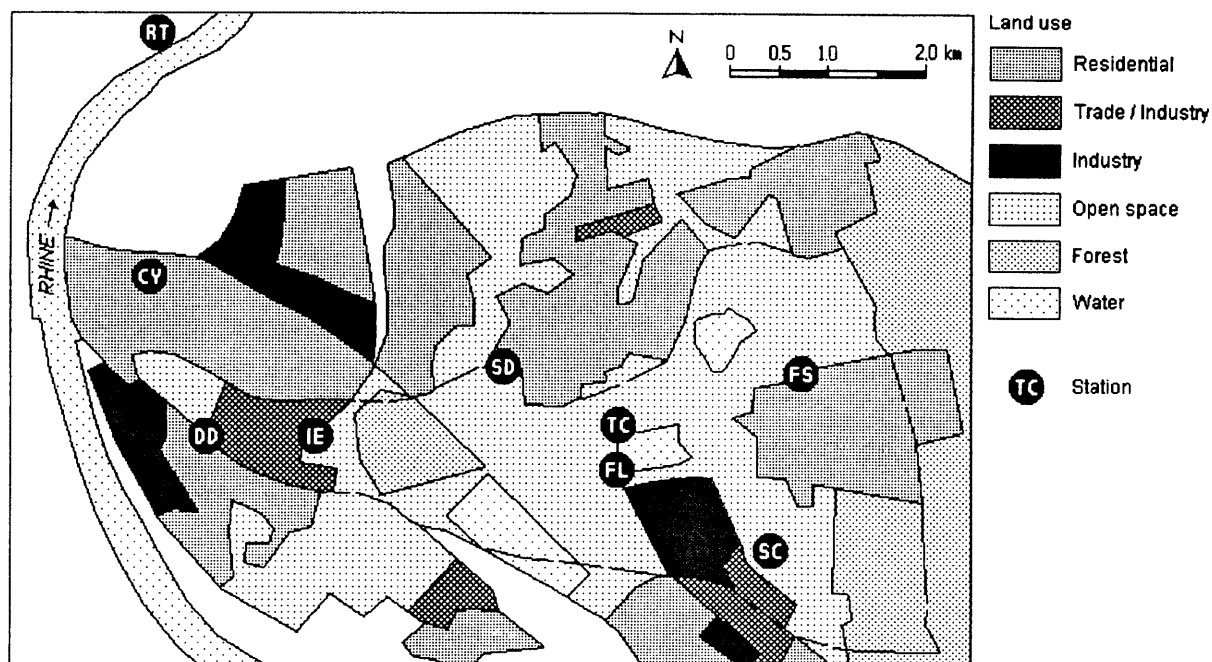 RT
N
0 0.5 1.0 2.0 km
RHINE →
CY
SD
FS
TC
DD
IE
FL
SC
Land use
Residential
Trade / Industry
Industry
Open space
Forest
Water
TC Station